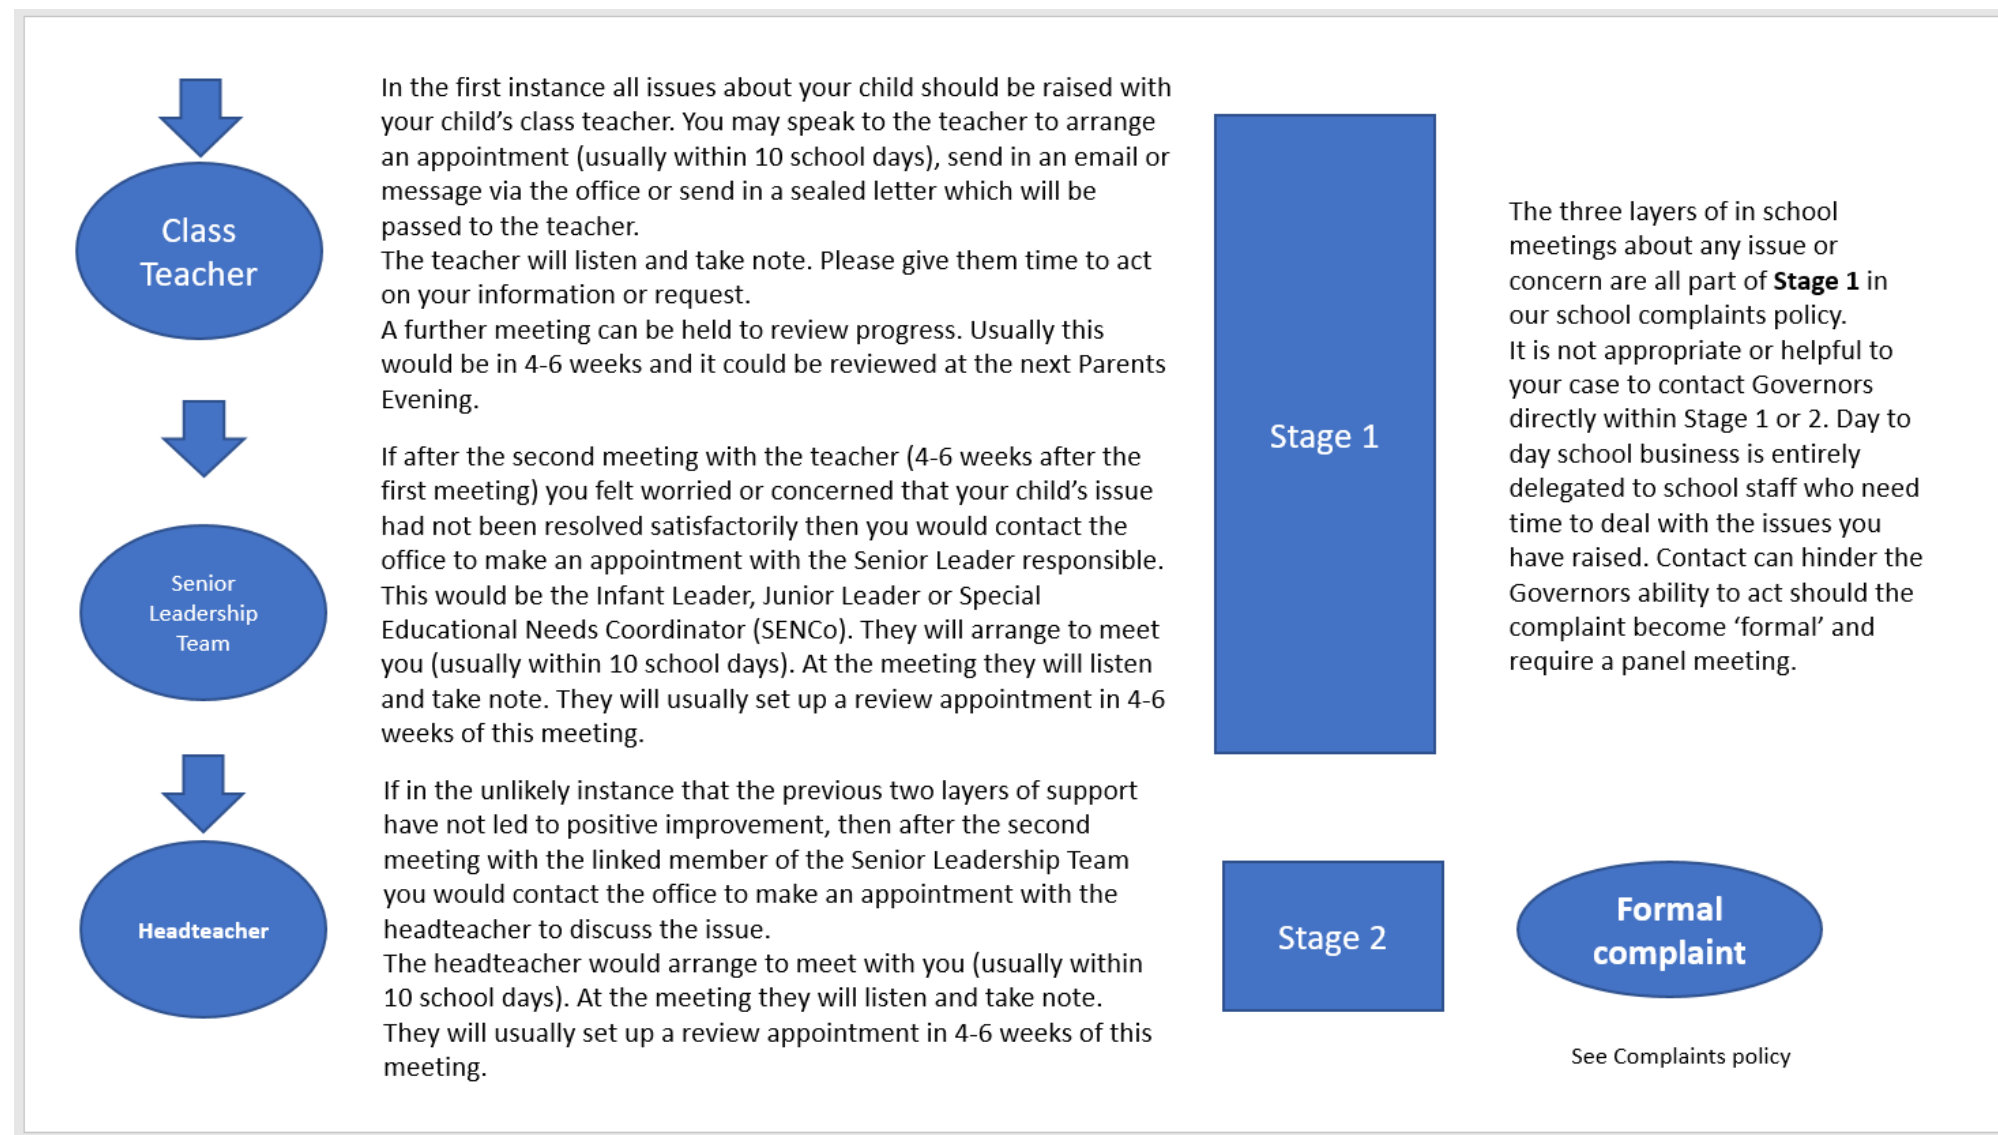 Class
Teacher
In the first instance all issues about your child should be raised with
your child’s class teacher. You may speak to the teacher to arrange
an appointment (usually within 10 school days), send in an email or
message via the office or send in a sealed letter which will be
passed to the teacher.
The teacher will listen and take note. Please give them time to act
on your information or request.
A further meeting can be held to review progress. Usually this
would be in 4-6 weeks and it could be reviewed at the next Parents
Evening.
Senior
Leadership
Team
If after the second meeting with the teacher (4-6 weeks after the
first meeting) you felt worried or concerned that your child’s issue
had not been resolved satisfactorily then you would contact the
office to make an appointment with the Senior Leader responsible.
This would be the Infant Leader, Junior Leader or Special
Educational Needs Coordinator (SENCo). They will arrange to meet
you (usually within 10 school days). At the meeting they will listen
and take note. They will usually set up a review appointment in 4-6
weeks of this meeting.
Headteacher
If in the unlikely instance that the previous two layers of support
have not led to positive improvement, then after the second
meeting with the linked member of the Senior Leadership Team
you would contact the office to make an appointment with the
headteacher to discuss the issue.
The headteacher would arrange to meet with you (usually within
10 school days). At the meeting they will listen and take note.
They will usually set up a review appointment in 4-6 weeks of this
meeting.
Stage 1
The three layers of in school
meetings about any issue or
concern are all part of Stage 1 in
our school complaints policy.
It is not appropriate or helpful to
your case to contact Governors
directly within Stage 1 or 2. Day to
day school business is entirely
delegated to school staff who need
time to deal with the issues you
have raised. Contact can hinder the
Governors ability to act should the
complaint become ‘formal’ and
require a panel meeting.
Stage 2
Formal
complaint
See Complaints policy